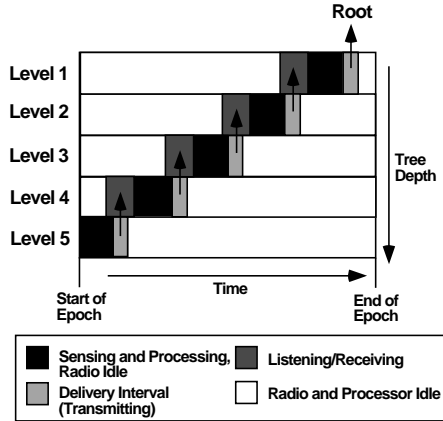 Root
Level 1
Level 2
Level 3
Level 4
Level 5
Tree
Depth
Time
Start of
Epoch
End of
Epoch
Sensing and Processing,
Radio Idle
Listening/Receiving
Delivery Interval
(Transmitting)
Radio and Processor Idle